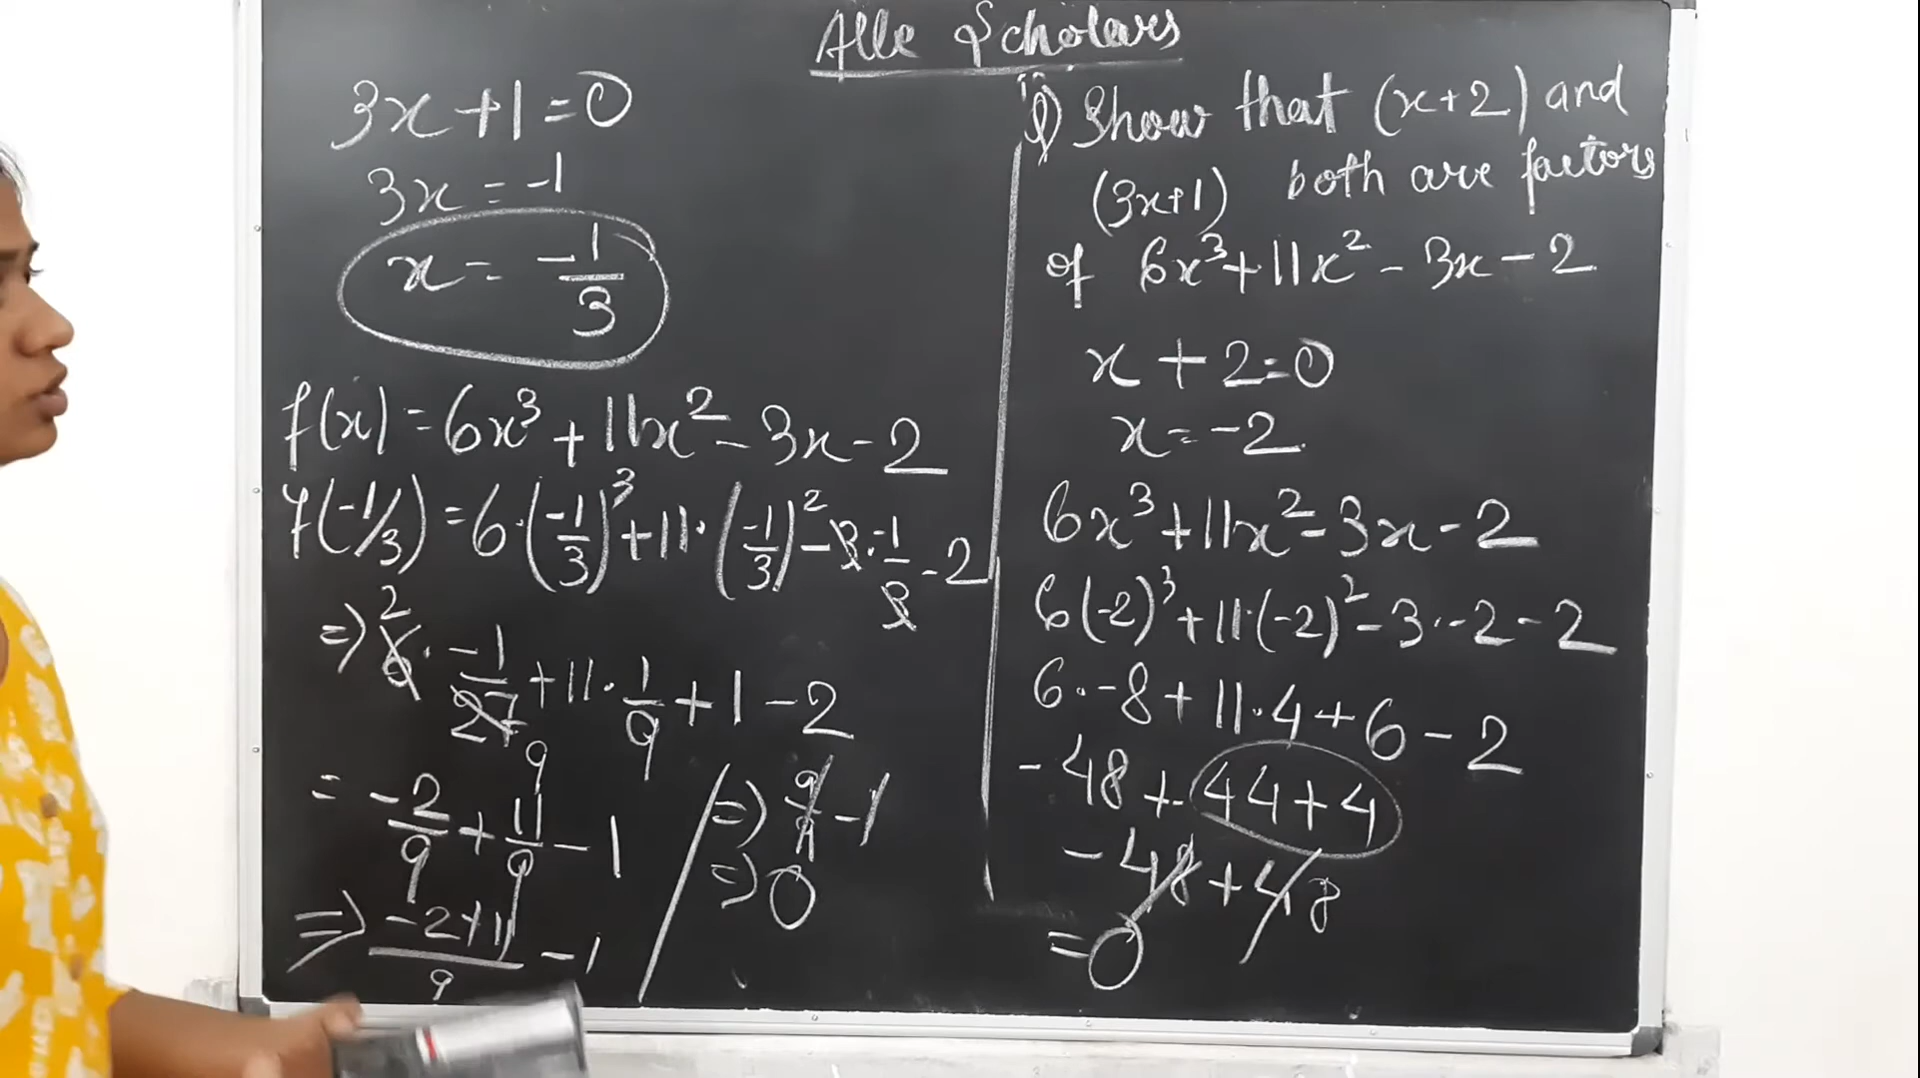 Alle Scholars
ii) Show that (x+2) and
(3x+1) both are factors
of 6x³+11x²-3x-2
x+2=0
x=-2
6x³+11x²-3x-2
6(-2)³+11·(-2)²-3·-2-2
6·-8+11·4+6-2
-48+44+4
-48+48
=0
3x+1=0
3x=-1
x=-1/3
f(x)=6x³+11x²-3x-2
f(-1/3)=6·(-1/3)³+11·(-1/3)²-3·-1/3-2
⇒ 6·-1/27+11·1/9+1-2
2
9
= -2/9+11/9-1
⇒ (-2+11)/9-1
⇒ 9/9-1
⇒ 0